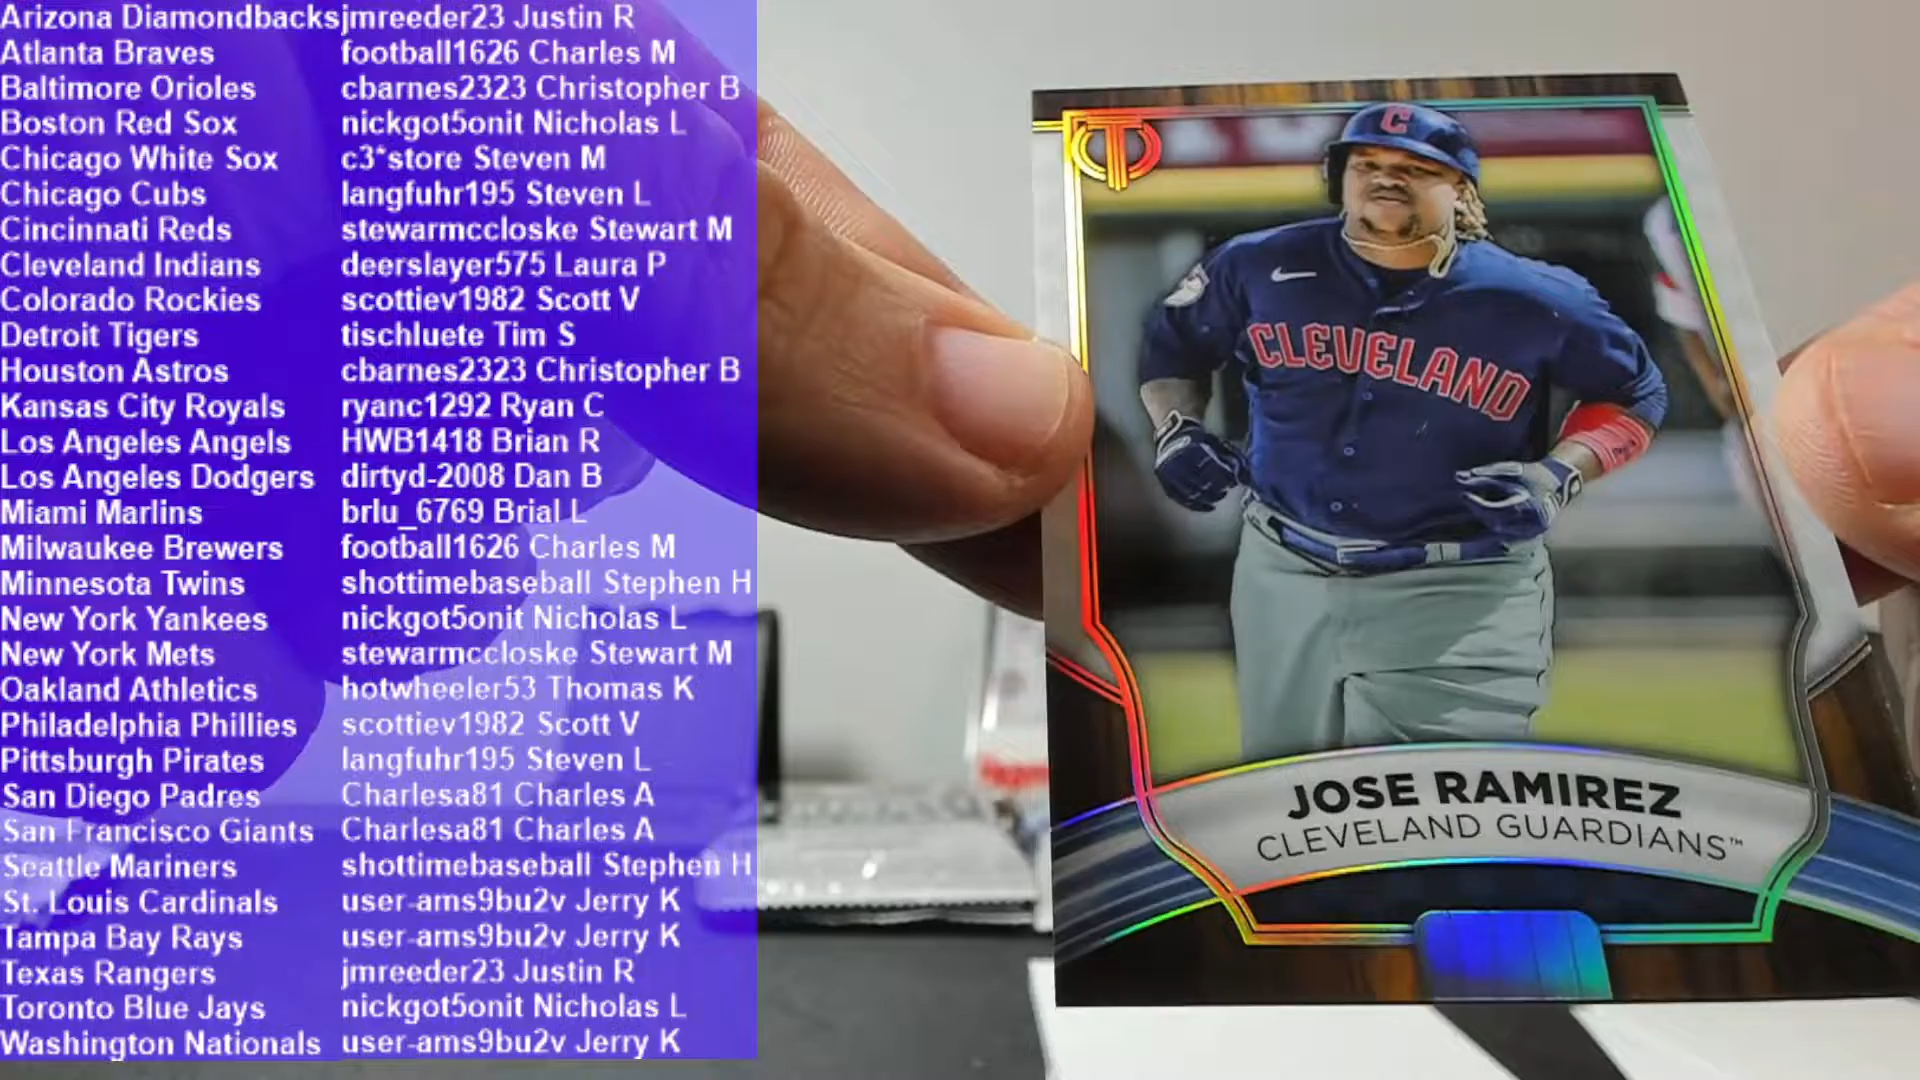 Arizona Diamondbacks jmreeder23 Justin R
Atlanta Braves football1626 Charles M
Baltimore Orioles cbarnes2323 Christopher B
Boston Red Sox nickgot5onit Nicholas L
Chicago White Sox c3*store Steven M
Chicago Cubs langfuhr195 Steven L
Cincinnati Reds stewarmccloske Stewart M
Cleveland Indians deerslayer575 Laura P
Colorado Rockies scottiev1982 Scott V
Detroit Tigers tischluete Tim S
Houston Astros cbarnes2323 Christopher B
Kansas City Royals ryanc1292 Ryan C
Los Angeles Angels HWB1418 Brian R
Los Angeles Dodgers dirtyd-2008 Dan B
Miami Marlins brlu_6769 Brial L
Milwaukee Brewers football1626 Charles M
Minnesota Twins shottimebaseball Stephen H
New York Yankees nickgot5onit Nicholas L
New York Mets stewarmccloske Stewart M
Oakland Athletics hotwheeler53 Thomas K
Philadelphia Phillies scottiev1982 Scott V
Pittsburgh Pirates langfuhr195 Steven L
San Diego Padres Charlesa81 Charles A
San Francisco Giants Charlesa81 Charles A
Seattle Mariners shottimebaseball Stephen H
St. Louis Cardinals user-ams9bu2v Jerry K
Tampa Bay Rays user-ams9bu2v Jerry K
Texas Rangers jmreeder23 Justin R
Toronto Blue Jays nickgot5onit Nicholas L
Washington Nationals user-ams9bu2v Jerry K
C
CLEVELAND
JOSE RAMIREZ
CLEVELAND GUARDIANS™